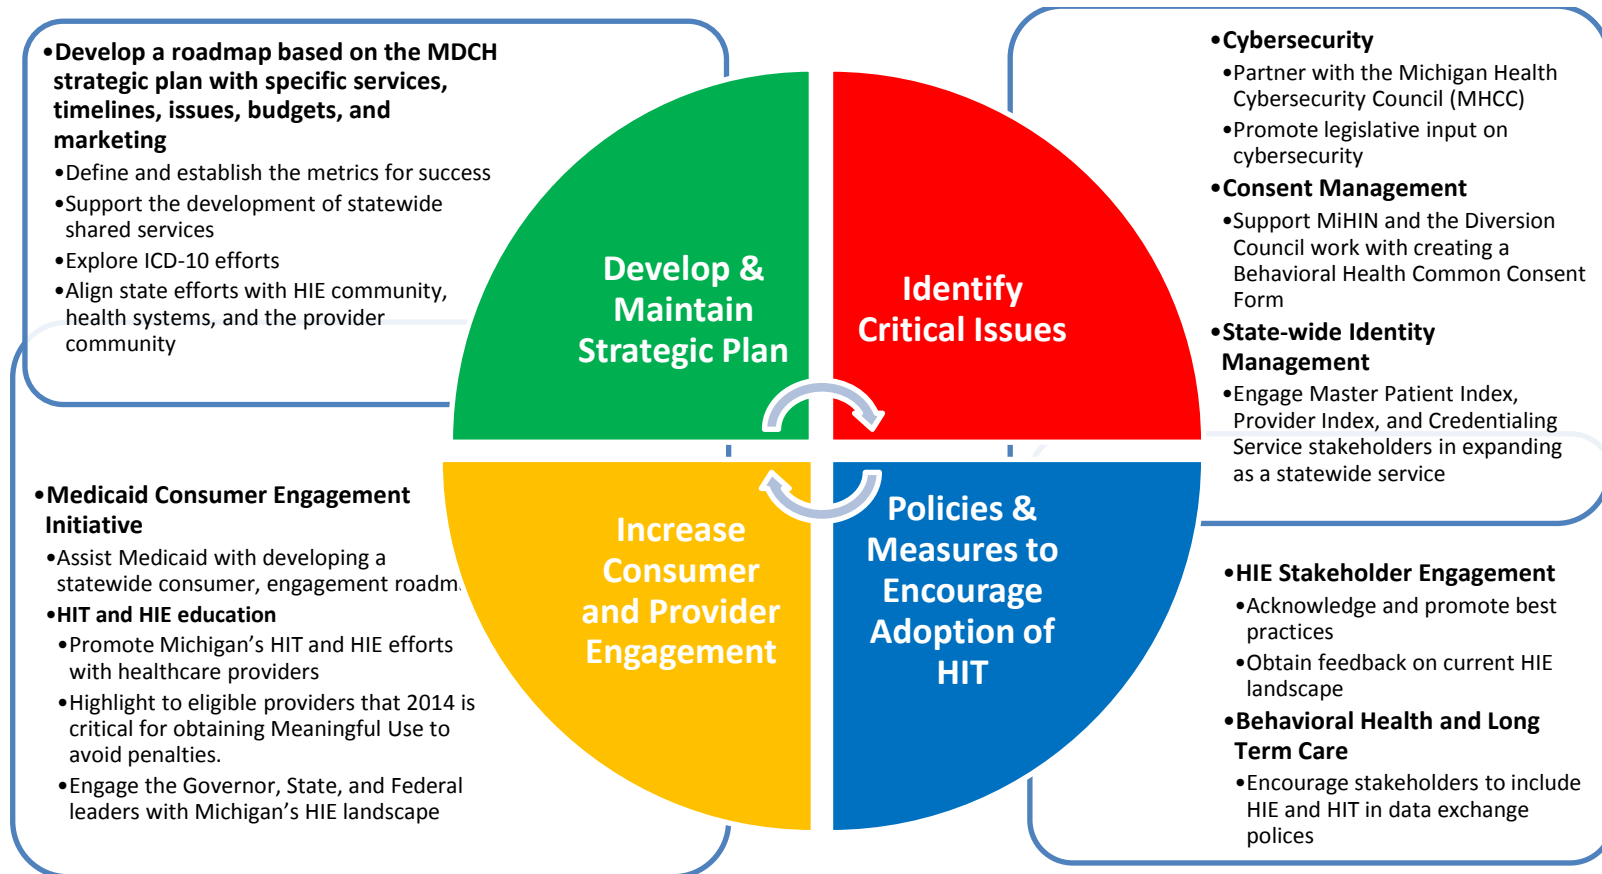 •Develop a roadmap based on the MDCH
strategic plan with specific services,
timelines, issues, budgets, and
marketing
•Define and establish the metrics for success
•Support the development of statewide
shared services
•Explore ICD-10 efforts
•Align state efforts with HIE community,
health systems, and the provider
community
Develop &
Maintain
Strategic Plan
Identify
Critical Issues
•Cybersecurity
•Partner with the Michigan Health
Cybersecurity Council (MHCC)
•Promote legislative input on
cybersecurity
•Consent Management
•Support MiHIN and the Diversion
Council work with creating a
Behavioral Health Common Consent
Form
•State-wide Identity
Management
•Engage Master Patient Index,
Provider Index, and Credentialing
Service stakeholders in expanding
as a statewide service
•Medicaid Consumer Engagement
Initiative
•Assist Medicaid with developing a
statewide consumer, engagement
•HIT and HIE education
•Promote Michigan's HIT and HIE efforts
with healthcare providers
•Highlight to eligible providers that 2014 is
critical for obtaining Meaningful Use to
avoid penalties.
•Engage the Governor, State, and Federal
leaders with Michigan's HIE landscape
Increase
Consumer
and Provider
Engagement
Policies &
Measures to
Encourage
Adoption of
HIT
•HIE Stakeholder Engagement
•Acknowledge and promote best
practices
•Obtain feedback on current HIE
landscape
•Behavioral Health and Long
Term Care
•Encourage stakeholders to include
HIE and HIT in data exchange
polices